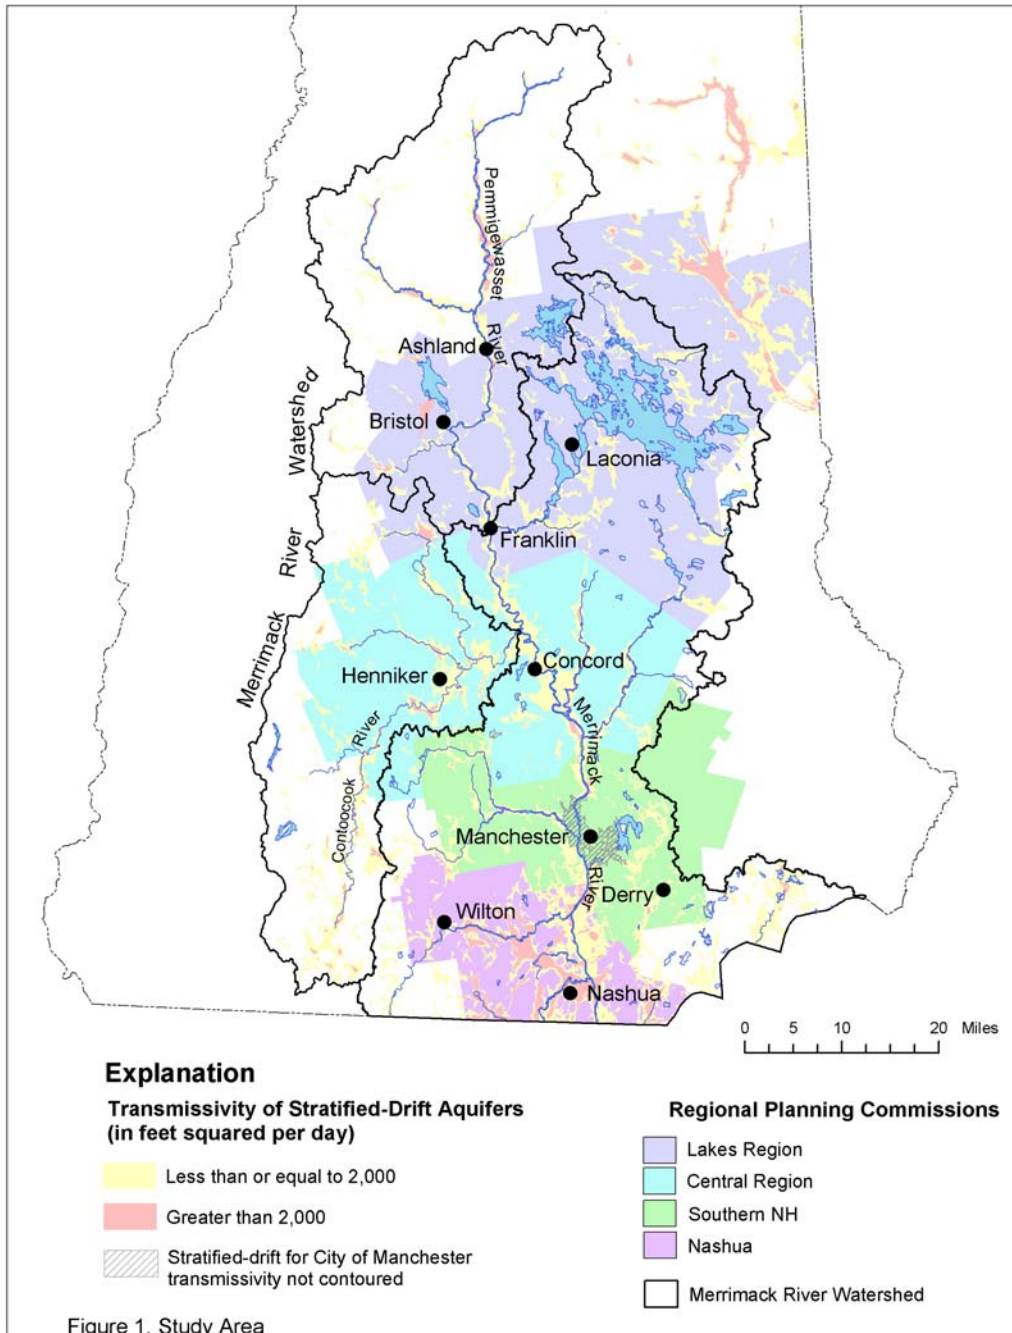 Pemmigewasset
River
Ashland
Watershed
Bristol
Laconia
River
Franklin
Merrimack
Henniker
Concord
River
Merrimack
Contoocook
Manchester
River
Derry
Wilton
Nashua
0 5 10 20 Miles
Explanation
Transmissivity of Stratified-Drift Aquifers
(in feet squared per day)
Less than or equal to 2,000
Greater than 2,000
Stratified-drift for City of Manchester
transmissivity not contoured
Regional Planning Commissions
Lakes Region
Central Region
Southern NH
Nashua
Merrimack River Watershed
Figure 1. Study Area